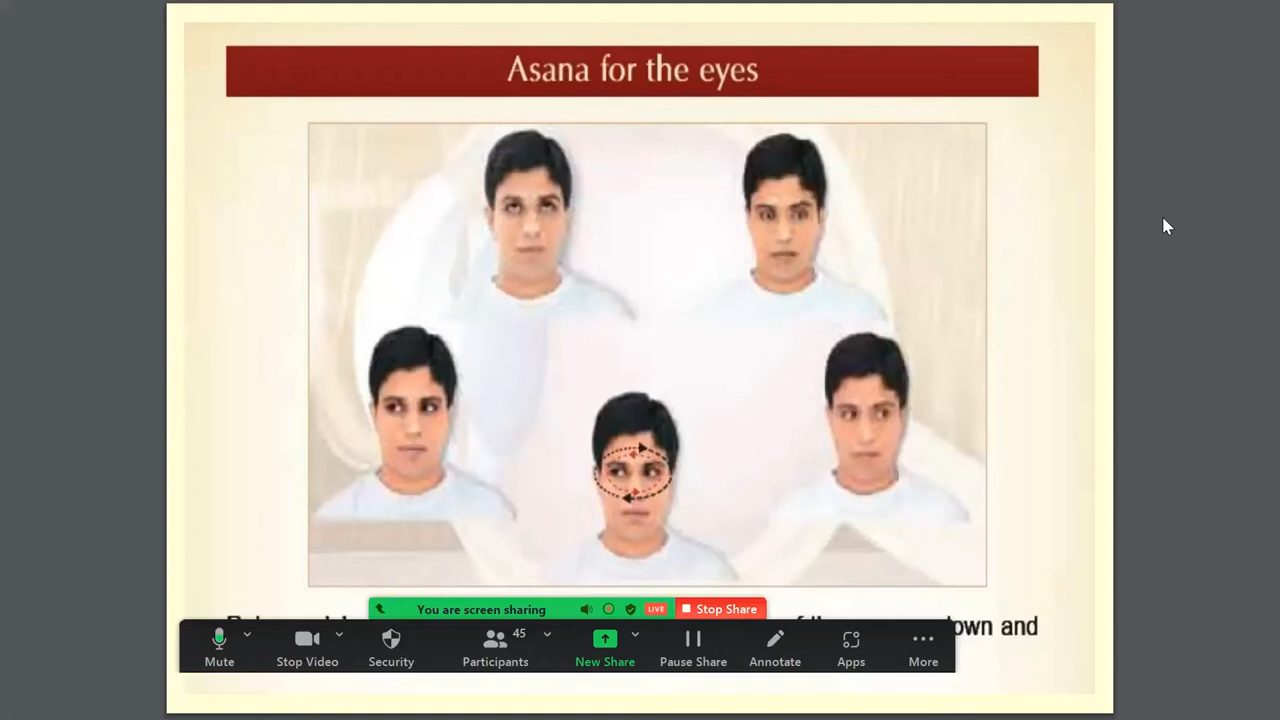 Asana for the eyes
You are screen sharing LIVE Stop Share
own and
45
Mute Stop Video Security Participants New Share Pause Share Annotate Apps More